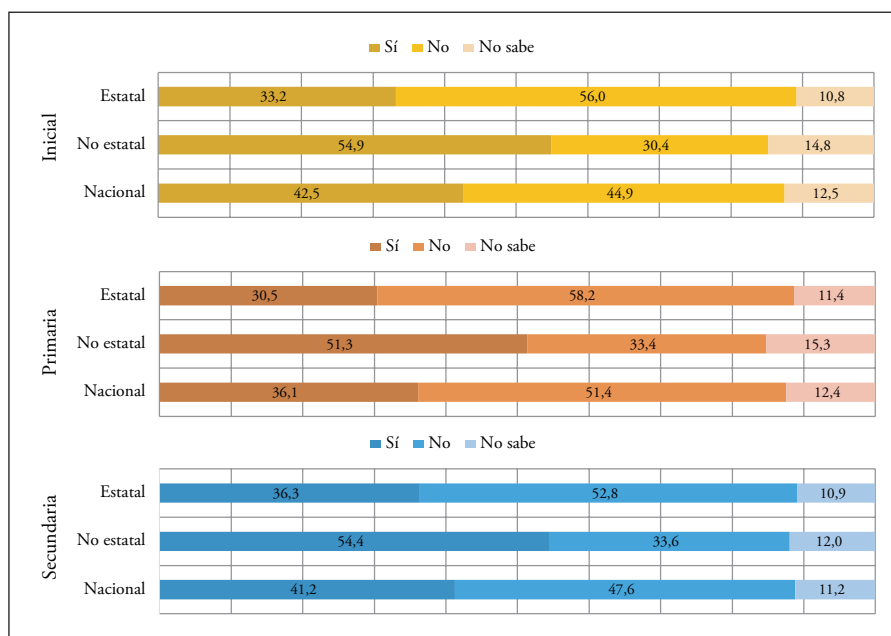 Sí No No sabe
Inicial
Estatal 33,2 56,0 10,8
No estatal 54,9 30,4 14,8
Nacional 42,5 44,9 12,5
Sí No No sabe
Primaria
Estatal 30,5 58,2 11,4
No estatal 51,3 33,4 15,3
Nacional 36,1 51,4 12,4
Sí No No sabe
Secundaria
Estatal 36,3 52,8 10,9
No estatal 54,4 33,6 12,0
Nacional 41,2 47,6 11,2